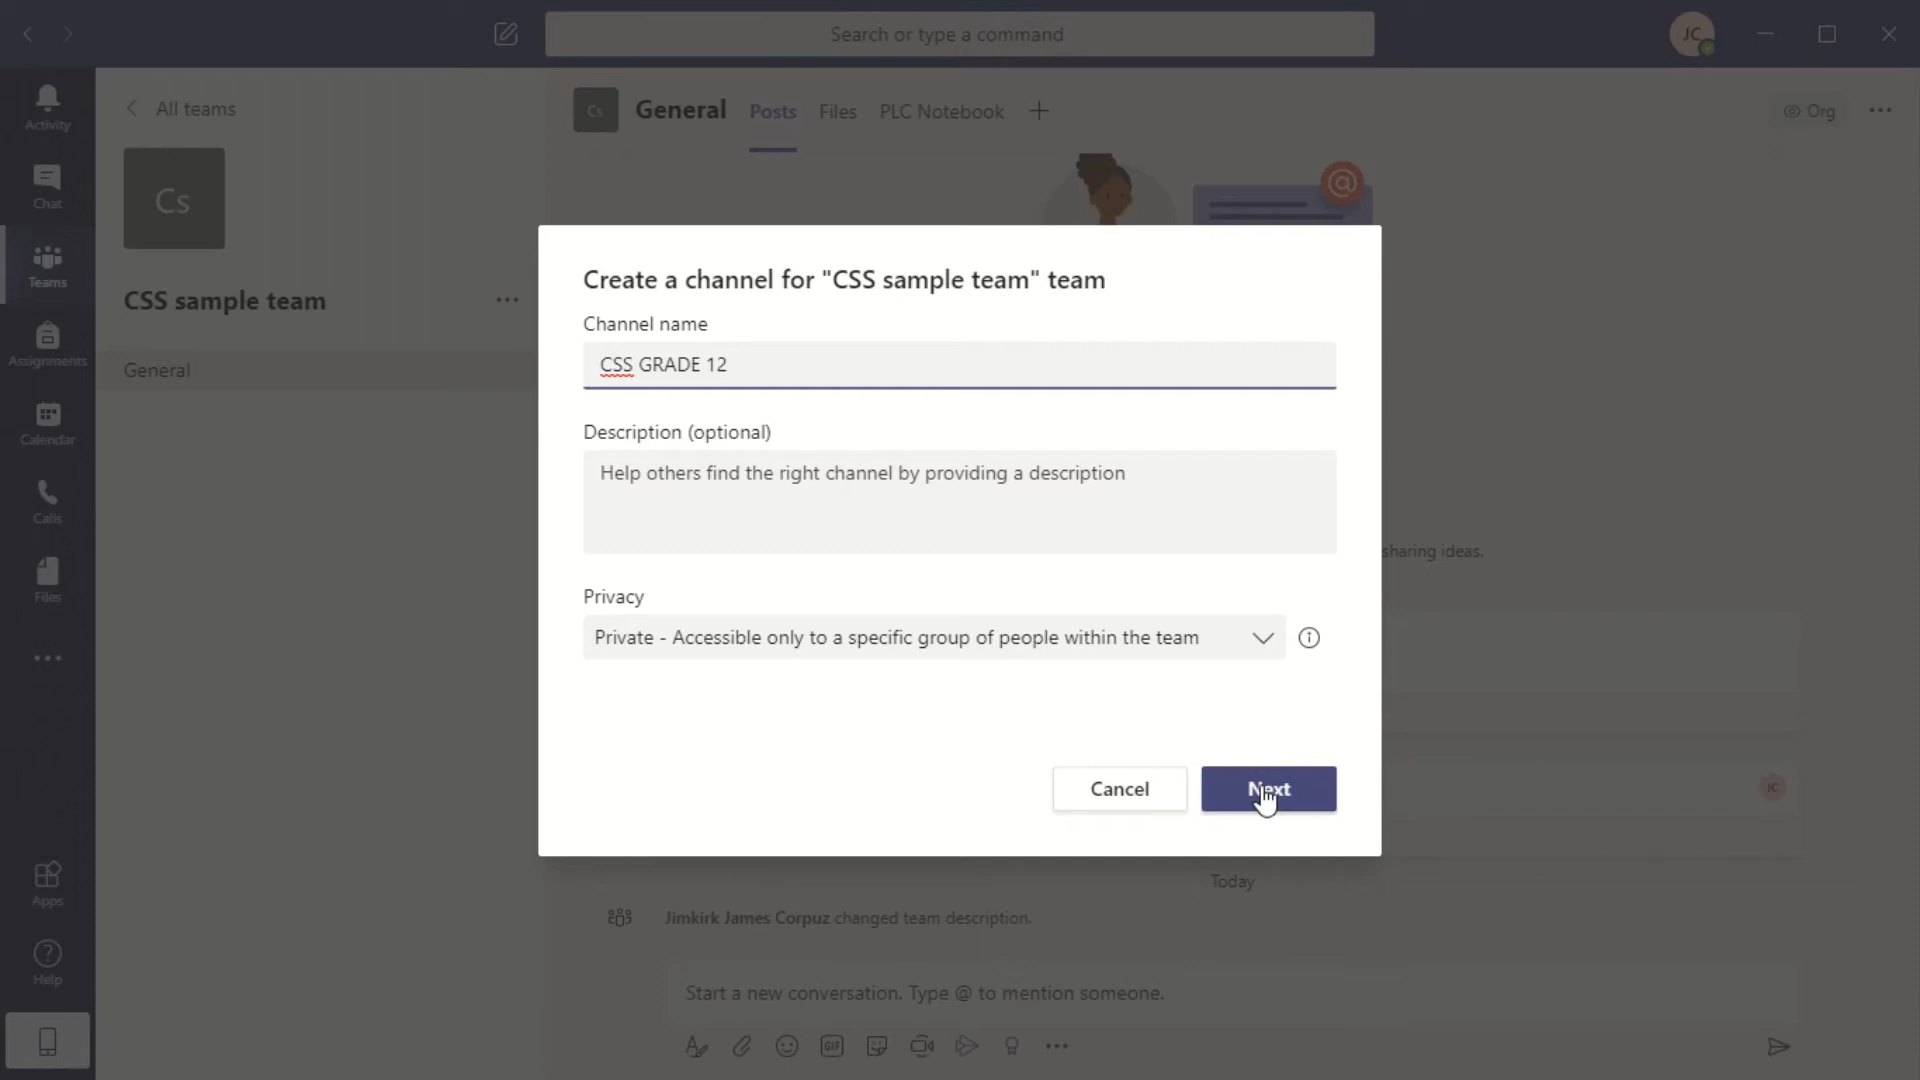 Search or type a command
JC
Activity
Chat
Teams
Assignments
Calendar
Calls
Files
Apps
Help
All teams
Cs
CSS sample team
General
Cs
General
Posts
Files
PLC Notebook
Org
@
Create a channel for "CSS sample team" team
Channel name
CSS GRADE 12
Description (optional)
Help others find the right channel by providing a description
Privacy
Private - Accessible only to a specific group of people within the team
Cancel
Next
sharing ideas.
JC
Today
Jimkirk James Corpuz changed team description.
Start a new conversation. Type @ to mention someone.
GIF